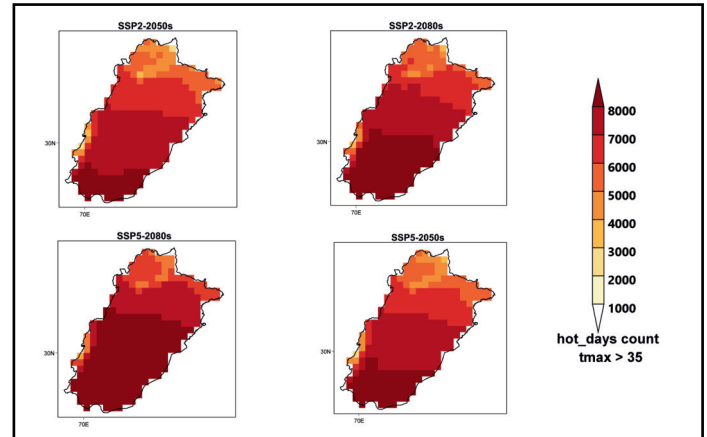 SSP2-2050s
30N
70E
SSP2-2080s
30N
70E
SSP5-2080s
30N
70E
SSP5-2050s
30N
70E
8000
7000
6000
5000
4000
3000
2000
1000
hot_days count
tmax > 35